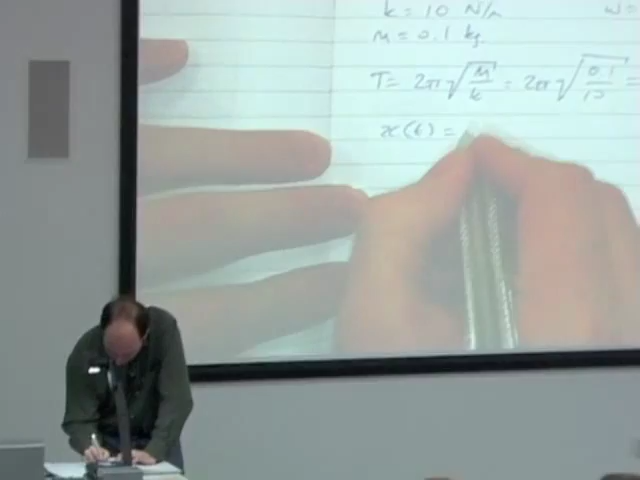 k = 10 N/m ω =
m = 0.1 kg
T = 2π√(m/k) = 2π√(0.1/10) =
x(t) =